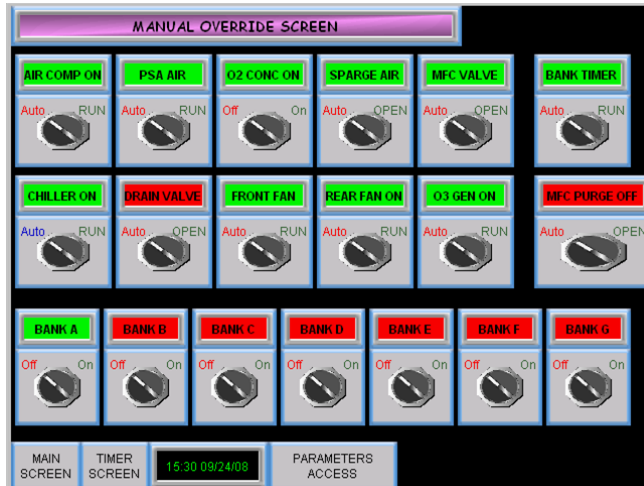 MANUAL OVERRIDE SCREEN
AIR COMP ON PSA AIR O2 CONC ON SPARGE AIR MFC VALVE BANK TIMER
Auto RUN Auto RUN Off On Auto OPEN Auto OPEN Auto RUN
CHILLER ON DRAIN VALVE FRONT FAN REAR FAN ON O3 GEN ON MFC PURGE OFF
Auto RUN Auto OPEN Auto RUN Auto RUN Auto RUN Auto OPEN
BANK A BANK B BANK C BANK D BANK E BANK F BANK G
Off On Off On Off On Off On Off On Off On Off On
MAIN SCREEN TIMER SCREEN 15:30 09/24/08 PARAMETERS ACCESS